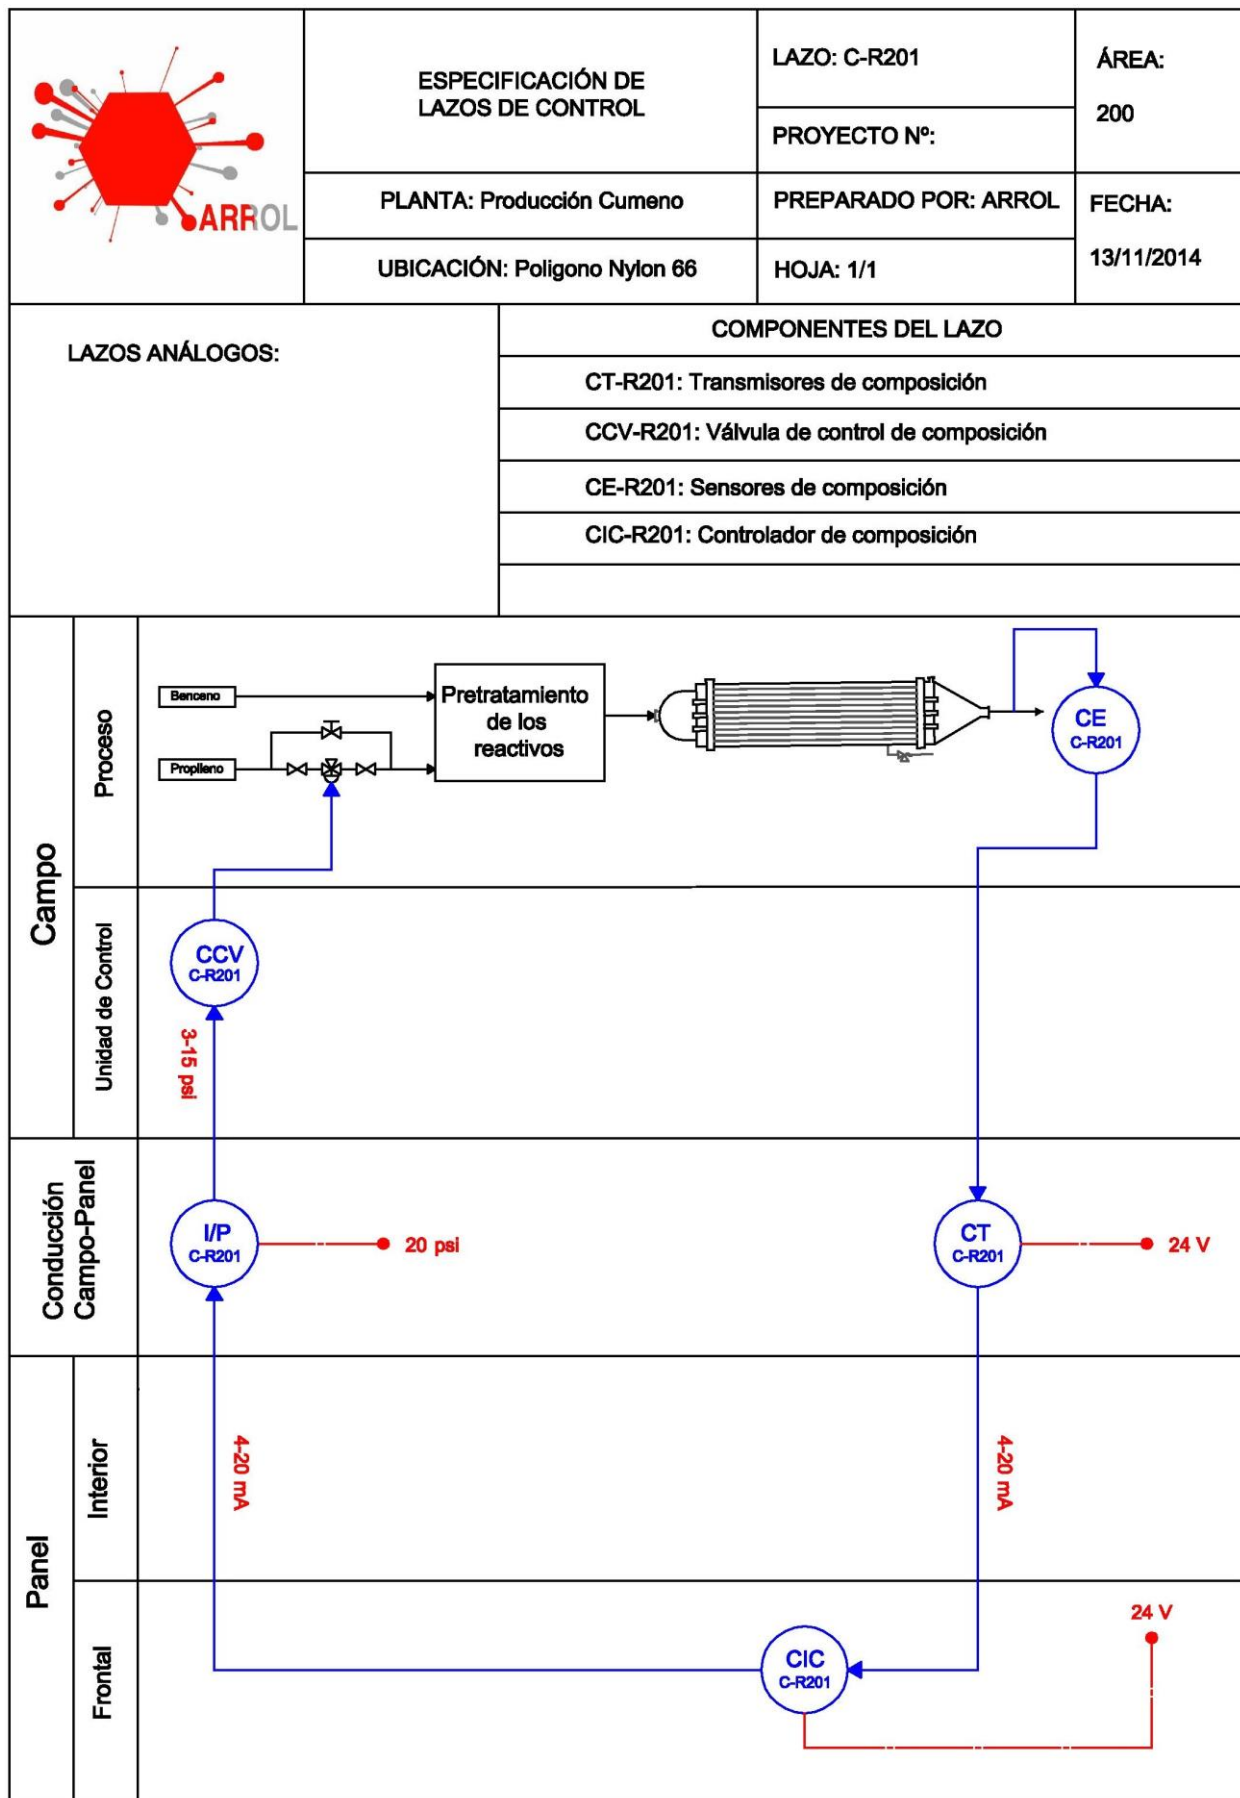 ARROL
ESPECIFICACIÓN DE
LAZOS DE CONTROL
LAZO: C-R201
ÁREA:
200
PROYECTO Nº:
PLANTA: Producción Cumeno
PREPARADO POR: ARROL
FECHA:
13/11/2014
UBICACIÓN: Poligono Nylon 66
HOJA: 1/1
LAZOS ANÁLOGOS:
COMPONENTES DEL LAZO
CT-R201: Transmisores de composición
CCV-R201: Válvula de control de composición
CE-R201: Sensores de composición
CIC-R201: Controlador de composición
Campo
Proceso
Benceno
Propileno
Pretratamiento
de los
reactivos
CE
C-R201
Unidad de Control
CCV
C-R201
3-15 psi
Conducción
Campo-Panel
I/P
C-R201
20 psi
CT
C-R201
24 V
Panel
Interior
4-20 mA
4-20 mA
Frontal
CIC
C-R201
24 V